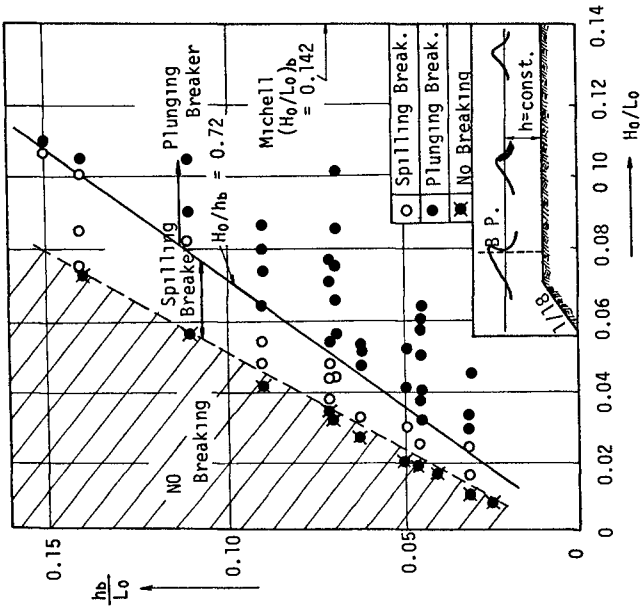 hb
Lo
0.15
0.10
0.05
0
NO
Breaking
Spilling
Breaker
Plunging
Breaker
Ho/hb = 0.72
Michell
(Ho/Lo)b
= 0.142
Spilling Break.
Plunging Break.
No Breaking
B.P.
h=const.
1/18
0
0.02
0.04
0.06
0.08
0.10
0.12
0.14
Ho/Lo